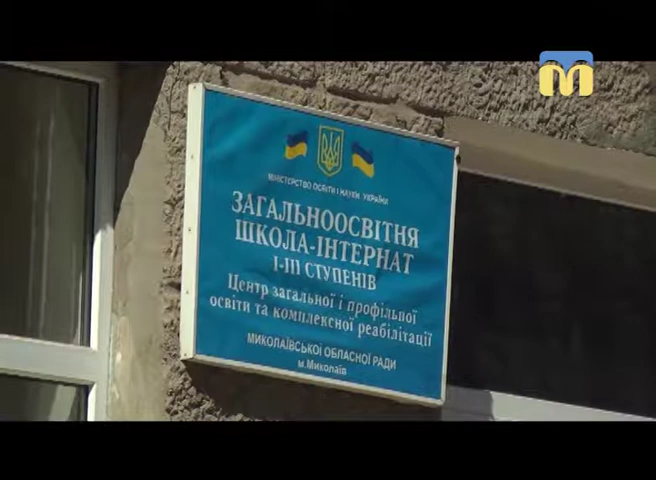 М
МІНІСТЕРСТВО ОСВІТИ І НАУКИ УКРАЇНИ
ЗАГАЛЬНООСВІТНЯ
ШКОЛА-ІНТЕРНАТ
І-ІІІ СТУПЕНІВ
Центр загальної і профільної
освіти та комплексної реабілітації
МИКОЛАЇВСЬКОЇ ОБЛАСНОЇ РАДИ
м.Миколаїв